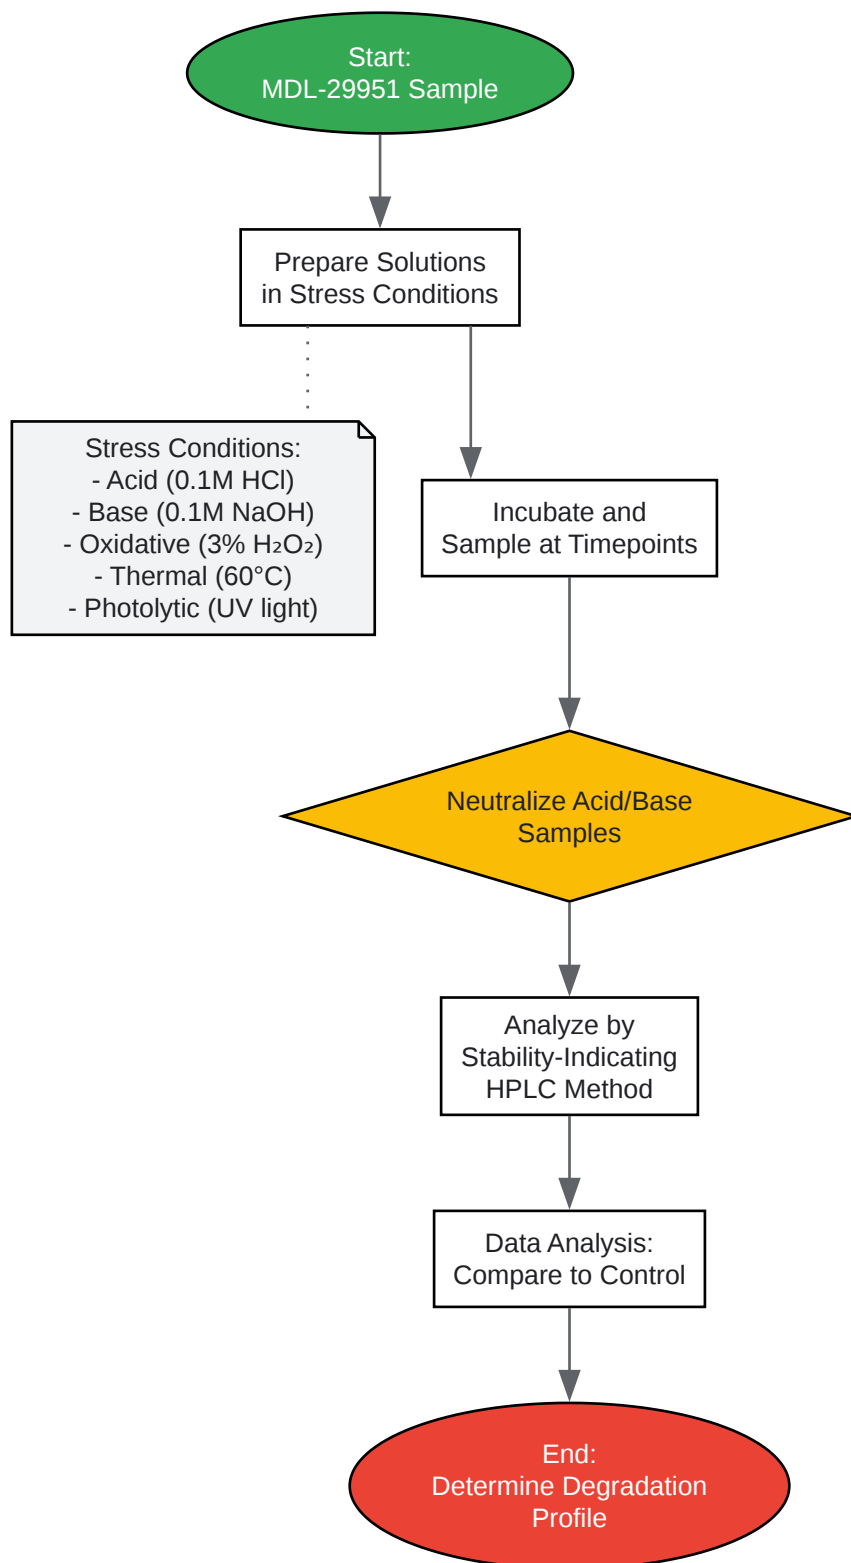 Start:
MDL-29951 Sample
Prepare Solutions
in Stress Conditions
Stress Conditions:
- Acid (0.1M HCl)
- Base (0.1M NaOH)
- Oxidative (3% H₂O₂)
- Thermal (60°C)
- Photolytic (UV light)
Incubate and
Sample at Timepoints
Neutralize Acid/Base
Samples
Analyze by
Stability-Indicating
HPLC Method
Data Analysis:
Compare to Control
End:
Determine Degradation
Profile